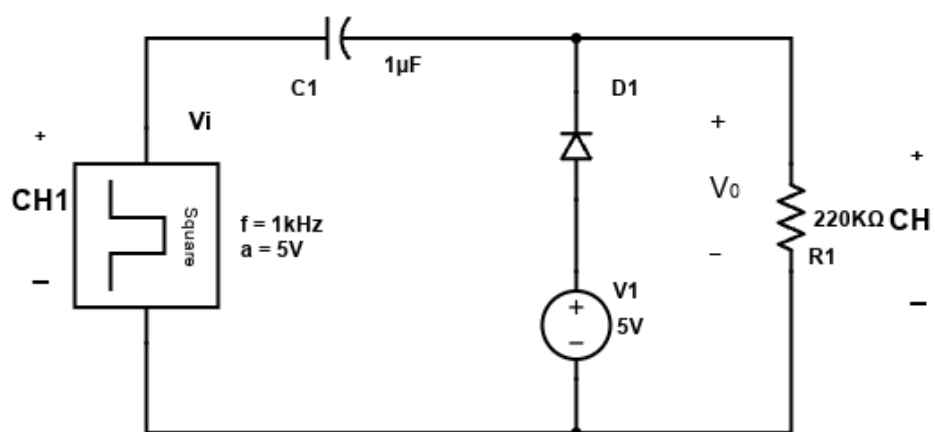 1µF
C1
D1
Vi
+
+
+
CH1
Square
f = 1kHz
a = 5V
V₀
220KΩ
CH
R1
−
−
−
V1
+
5V
−